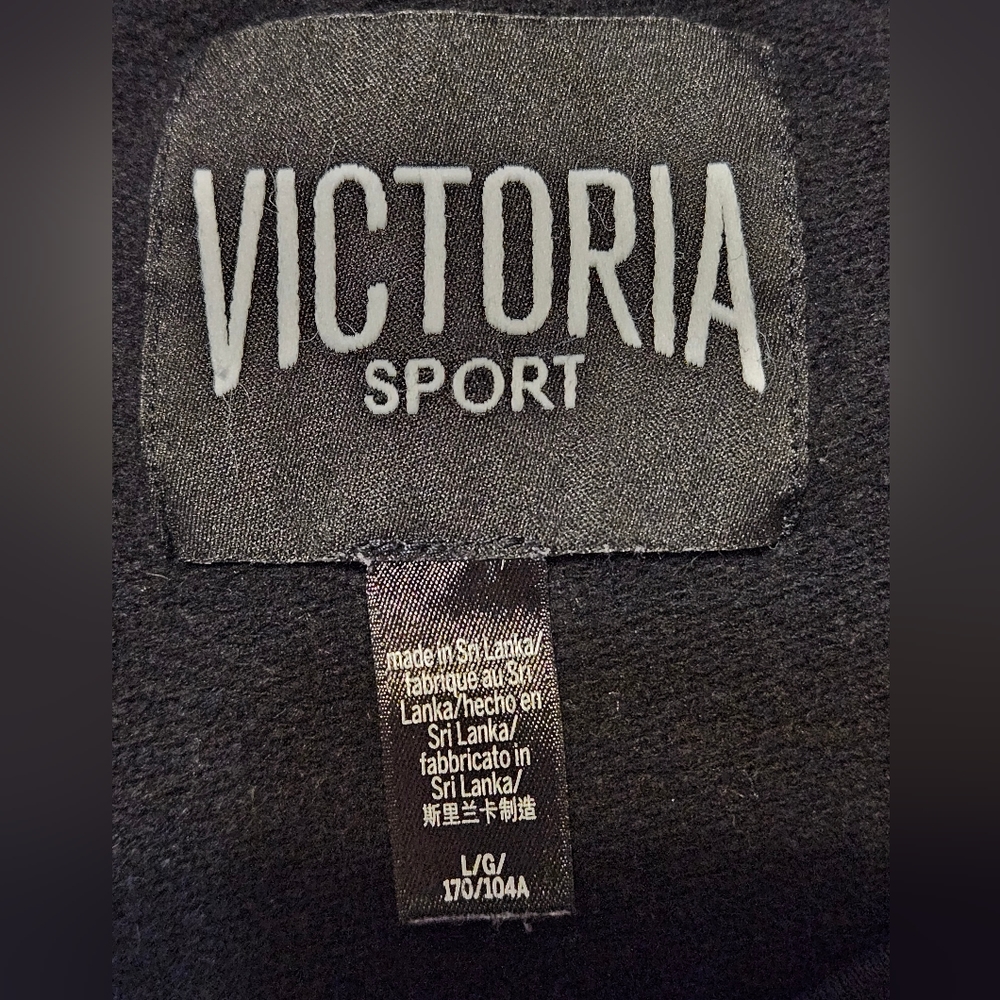 VICTORIA
SPORT
made in Sri Lanka/
fabriqué au Sri
Lanka/hecho en
Sri Lanka/
fabbricato in
Sri Lanka/
斯里兰卡制造
L/G/
170/104A